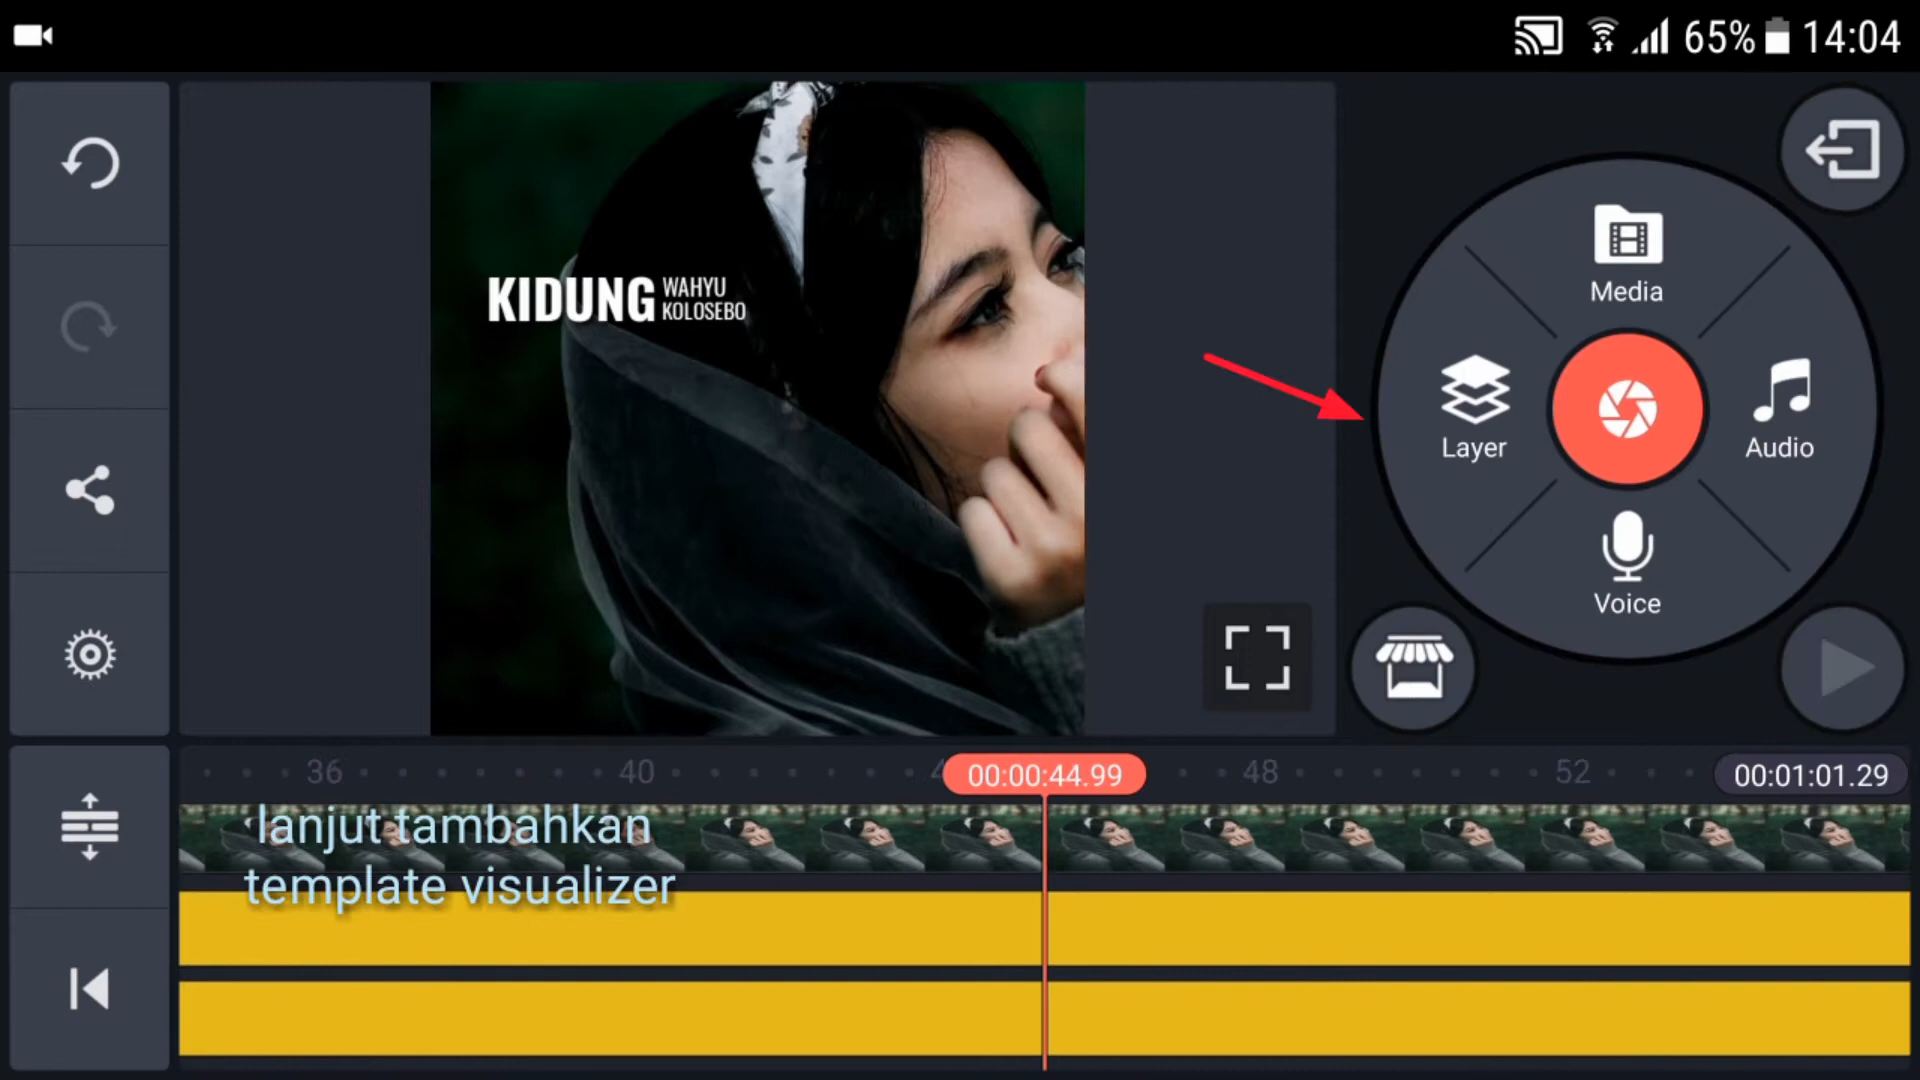 65% 14:04
KIDUNG WAHYU
KOLOSEBO
Media
Layer
Audio
Voice
36 40 4 00:00:44.99 48 52 00:01:01.29
lanjut tambahkan
template visualizer